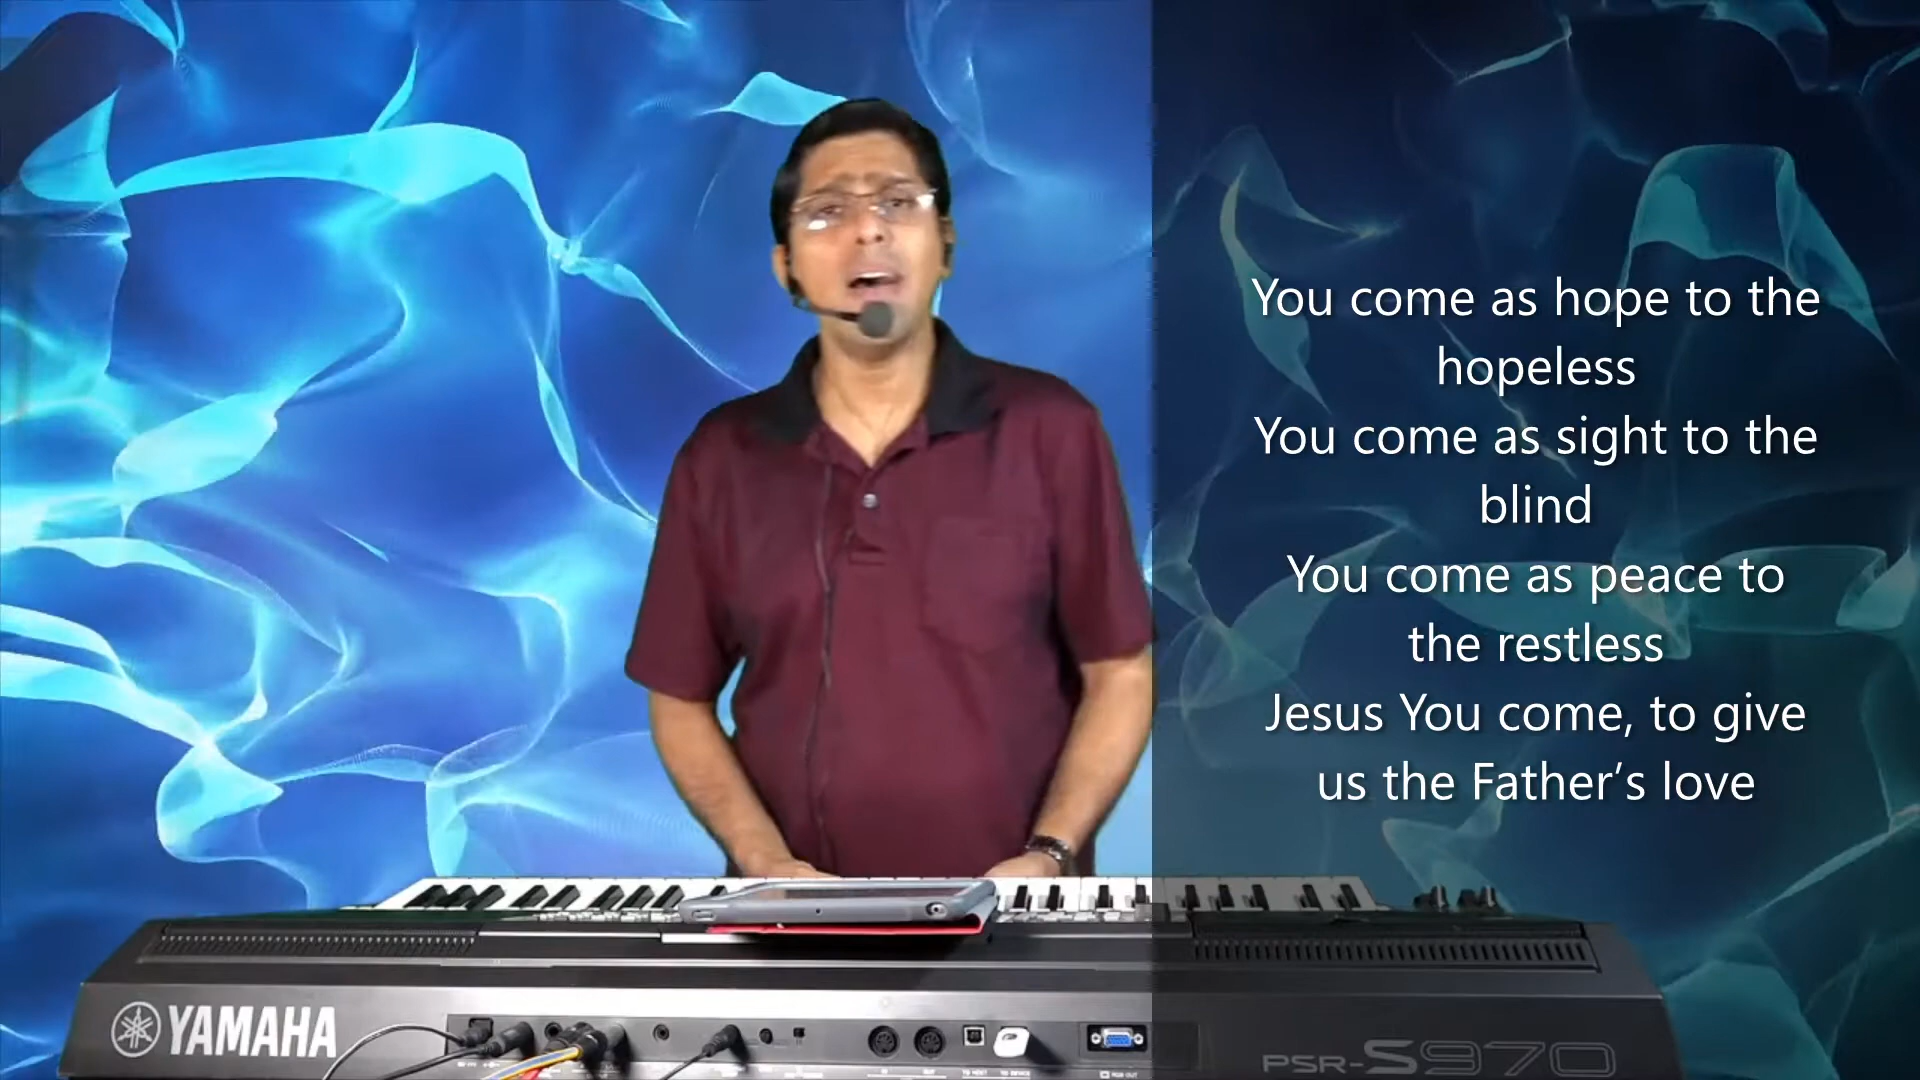 You come as hope to the
hopeless
You come as sight to the
blind
You come as peace to
the restless
Jesus You come, to give
us the Father’s love
YAMAHA
PSR-S970